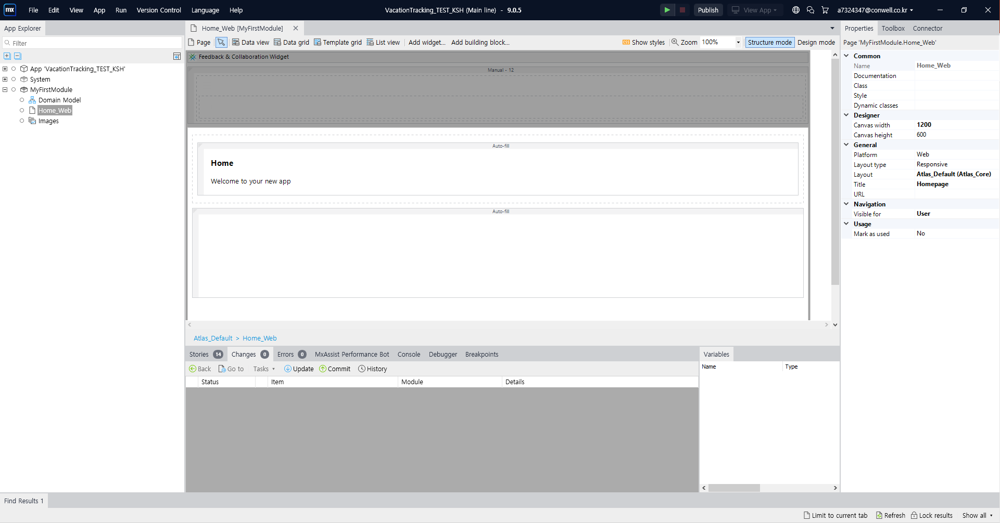 mx File Edit View App Run Version Control Language Help VacationTracking_TEST_KSH (Main line) - 9.0.5 Publish View App a7324347@conwell.co.kr
App Explorer
Filter
App 'VacationTracking_TEST_KSH'
System
MyFirstModule
Domain Model
Home_Web
Images
Home_Web [MyFirstModule]
Page Data view Data grid Template grid List view Add widget... Add building block... CSS Show styles Zoom 100% Structure mode Design mode
Feedback & Collaboration Widget
Manual - 12
Auto-fill
Home
Welcome to your new app
Auto-fill
Atlas_Default > Home_Web
Stories 14 Changes 0 Errors 0 MxAssist Performance Bot Console Debugger Breakpoints
Back Go to Tasks Update Commit History
Status Item Module Details
Variables
Name Type
Properties Toolbox Connector
Page 'MyFirstModule.Home_Web'
Common
Name Home_Web
Documentation
Class
Style
Dynamic classes
Designer
Canvas width 1200
Canvas height 600
General
Platform Web
Layout type Responsive
Layout Atlas_Default (Atlas_Core)
Title Homepage
URL
Navigation
Visible for User
Usage
Mark as used No
Find Results 1
Limit to current tab Refresh Lock results Show all